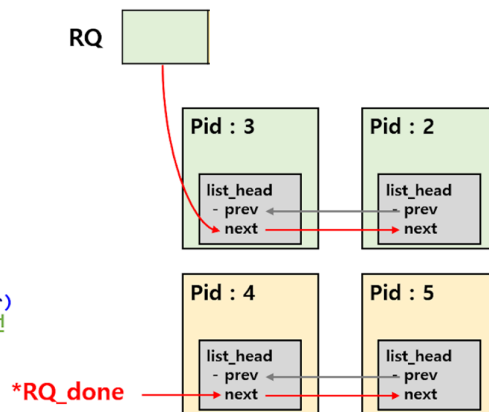 RQ
Pid : 3
Pid : 2
list_head
- prev
next
list_head
- prev
next
Pid : 4
Pid : 5
list_head
- prev
next
list_head
- prev
next
*RQ_done